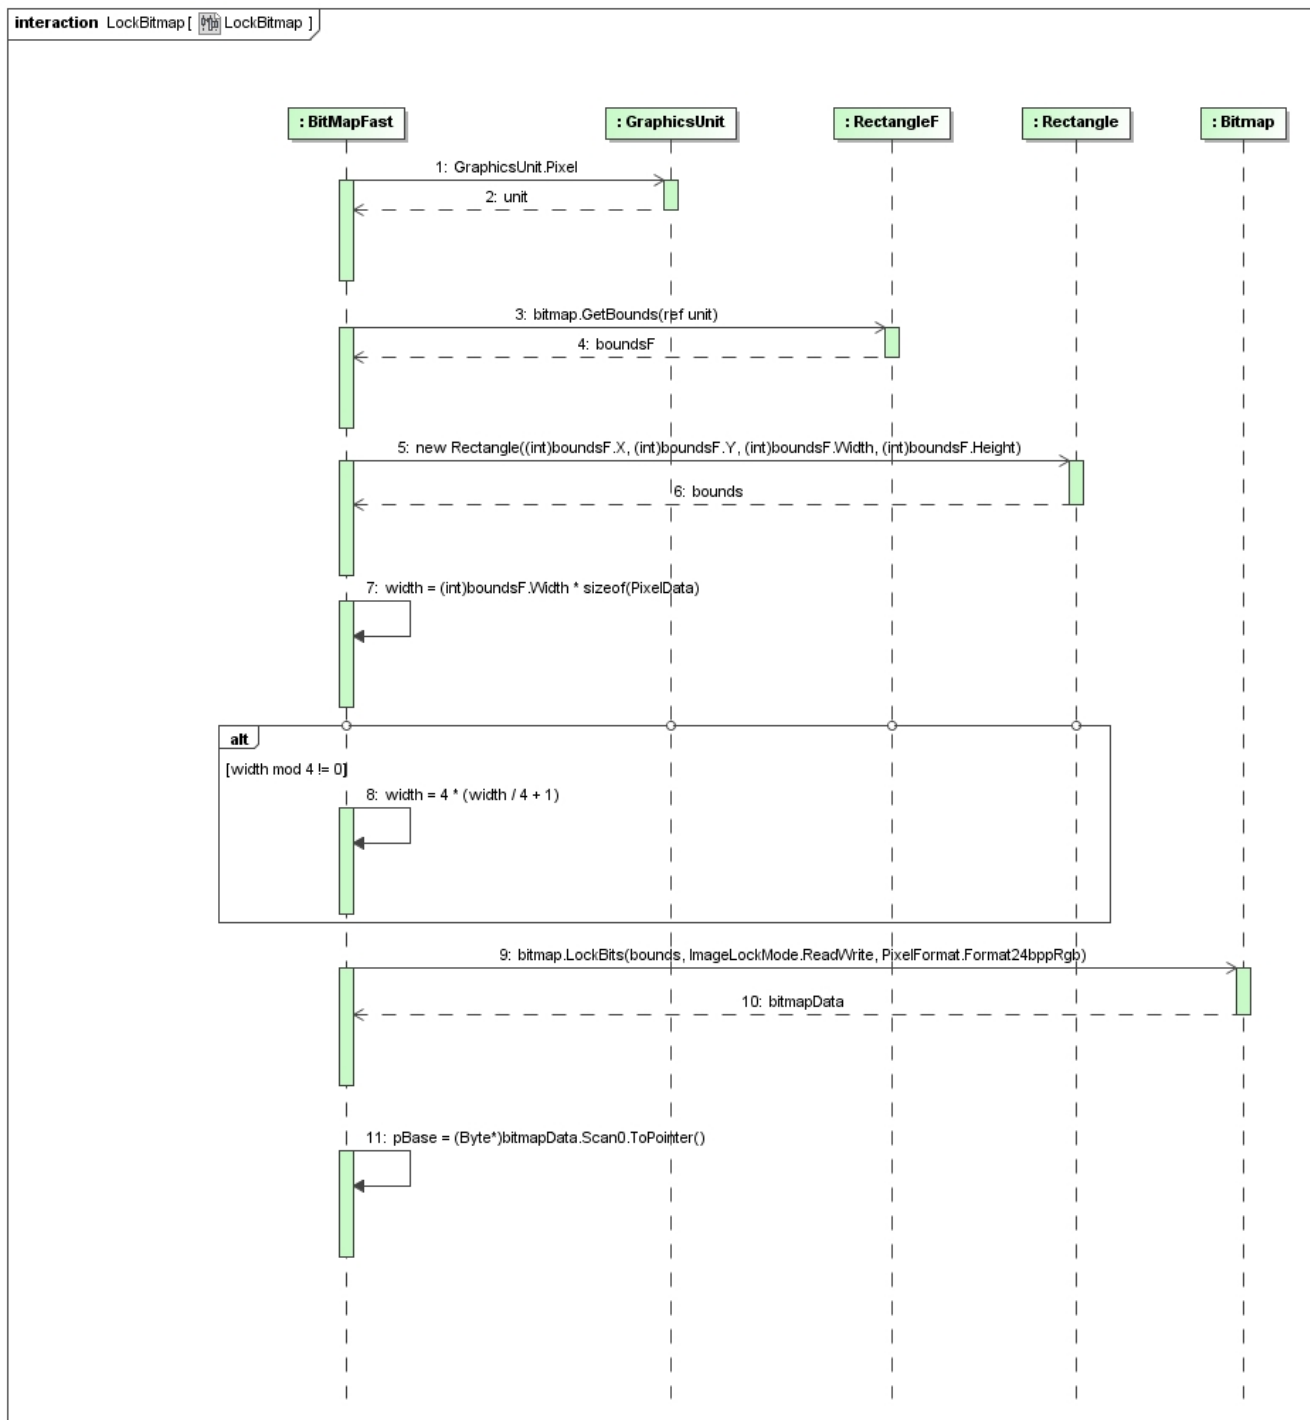 interaction LockBitmap[ LockBitmap ]
: BitMapFast
: GraphicsUnit
: RectangleF
: Rectangle
: Bitmap
1: GraphicsUnit.Pixel
2: unit
3: bitmap.GetBounds(ref unit)
4: boundsF
5: new Rectangle((int)boundsF.X, (int)boundsF.Y, (int)boundsF.Width, (int)boundsF.Height)
6: bounds
7: width = (int)boundsF.Width * sizeof(PixelData)
alt
[width mod 4 != 0]
8: width = 4 * (width / 4 + 1)
9: bitmap.LockBits(bounds, ImageLockMode.ReadWrite, PixelFormat.Format24bppRgb)
10: bitmapData
11: pBase = (Byte*)bitmapData.Scan0.ToPointer()